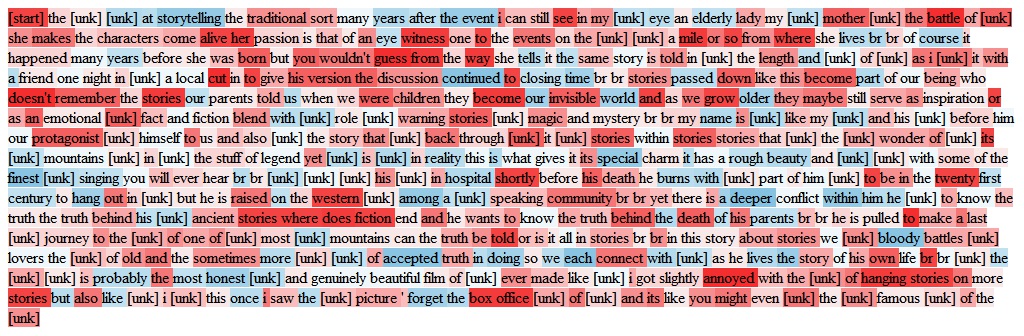 [start] the [unk] [unk] at storytelling the traditional sort many years after the event i can still see in my [unk] eye an elderly lady my [unk] mother [unk] the battle of [unk]
she makes the characters come alive her passion is that of an eye witness one to the events on the [unk] [unk] a mile or so from where she lives br br of course it
happened many years before she was born but you wouldn't guess from the way she tells it the same story is told in [unk] the length and [unk] of [unk] as i [unk] it with
a friend one night in [unk] a local cut in to give his version the discussion continued to closing time br br stories passed down like this become part of our being who
doesn't remember the stories our parents told us when we were children they become our invisible world and as we grow older they maybe still serve as inspiration or
as an emotional [unk] fact and fiction blend with [unk] role [unk] warning stories [unk] magic and mystery br br my name is [unk] like my [unk] and his [unk] before him
our protagonist [unk] himself to us and also [unk] the story that [unk] back through [unk] it [unk] stories within stories stories that [unk] the [unk] wonder of [unk] its
[unk] mountains [unk] in [unk] the stuff of legend yet [unk] is [unk] in reality this is what gives it its special charm it has a rough beauty and [unk] [unk] with some of the
finest [unk] singing you will ever hear br br [unk] [unk] [unk] his [unk] in hospital shortly before his death he burns with [unk] part of him [unk] to be in the twenty first
century to hang out in [unk] but he is raised on the western [unk] among a [unk] speaking community br br yet there is a deeper conflict within him he [unk] to know the
truth the truth behind his [unk] ancient stories where does fiction end and he wants to know the truth behind the death of his parents br br he is pulled to make a last
[unk] journey to the [unk] of one of [unk] most [unk] mountains can the truth be told or is it all in stories br br in this story about stories we [unk] bloody battles [unk]
lovers the [unk] of old and the sometimes more [unk] [unk] of accepted truth in doing so we each connect with [unk] as he lives the story of his own life br br [unk] the
[unk] [unk] is probably the most honest [unk] and genuinely beautiful film of [unk] ever made like [unk] i got slightly annoyed with the [unk] of hanging stories on more
stories but also like [unk] i [unk] this once i saw the [unk] picture ' forget the box office [unk] of [unk] and its like you might even [unk] the [unk] famous [unk] of the
[unk]